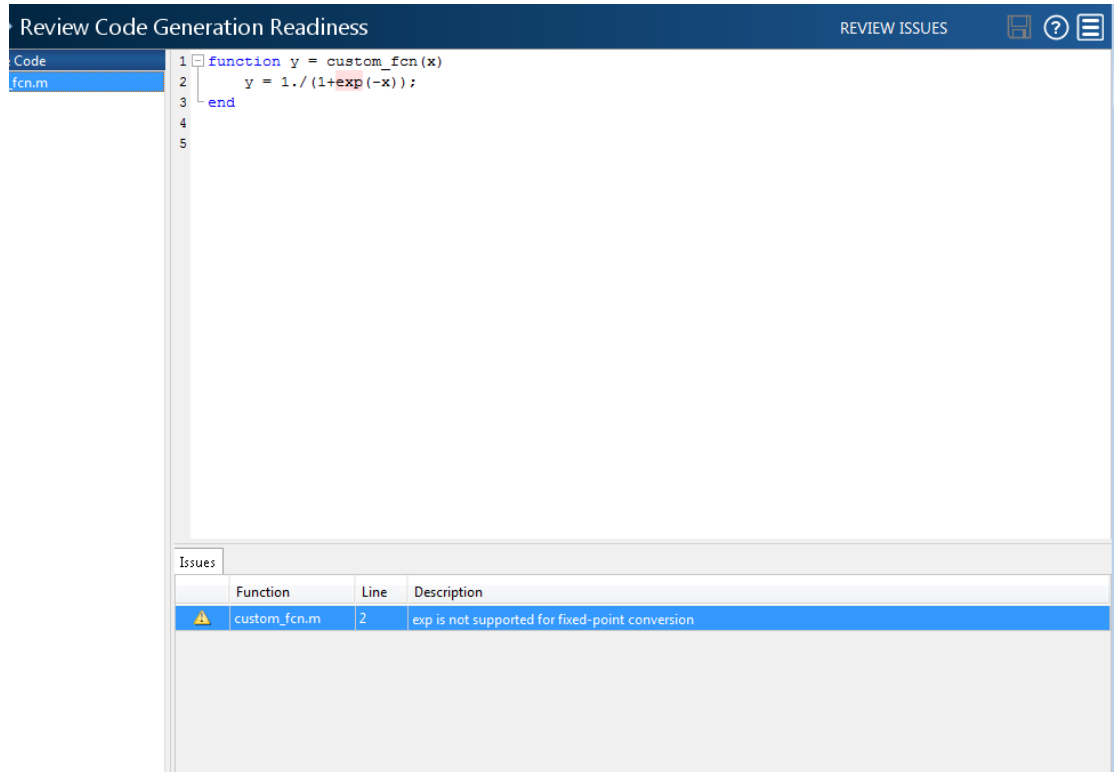 Review Code Generation Readiness
REVIEW ISSUES
Code
_fcn.m
1 function y = custom_fcn(x)
2 y = 1./(1+exp(-x));
3 end
4
5
Issues
Function Line Description
custom_fcn.m 2 exp is not supported for fixed-point conversion